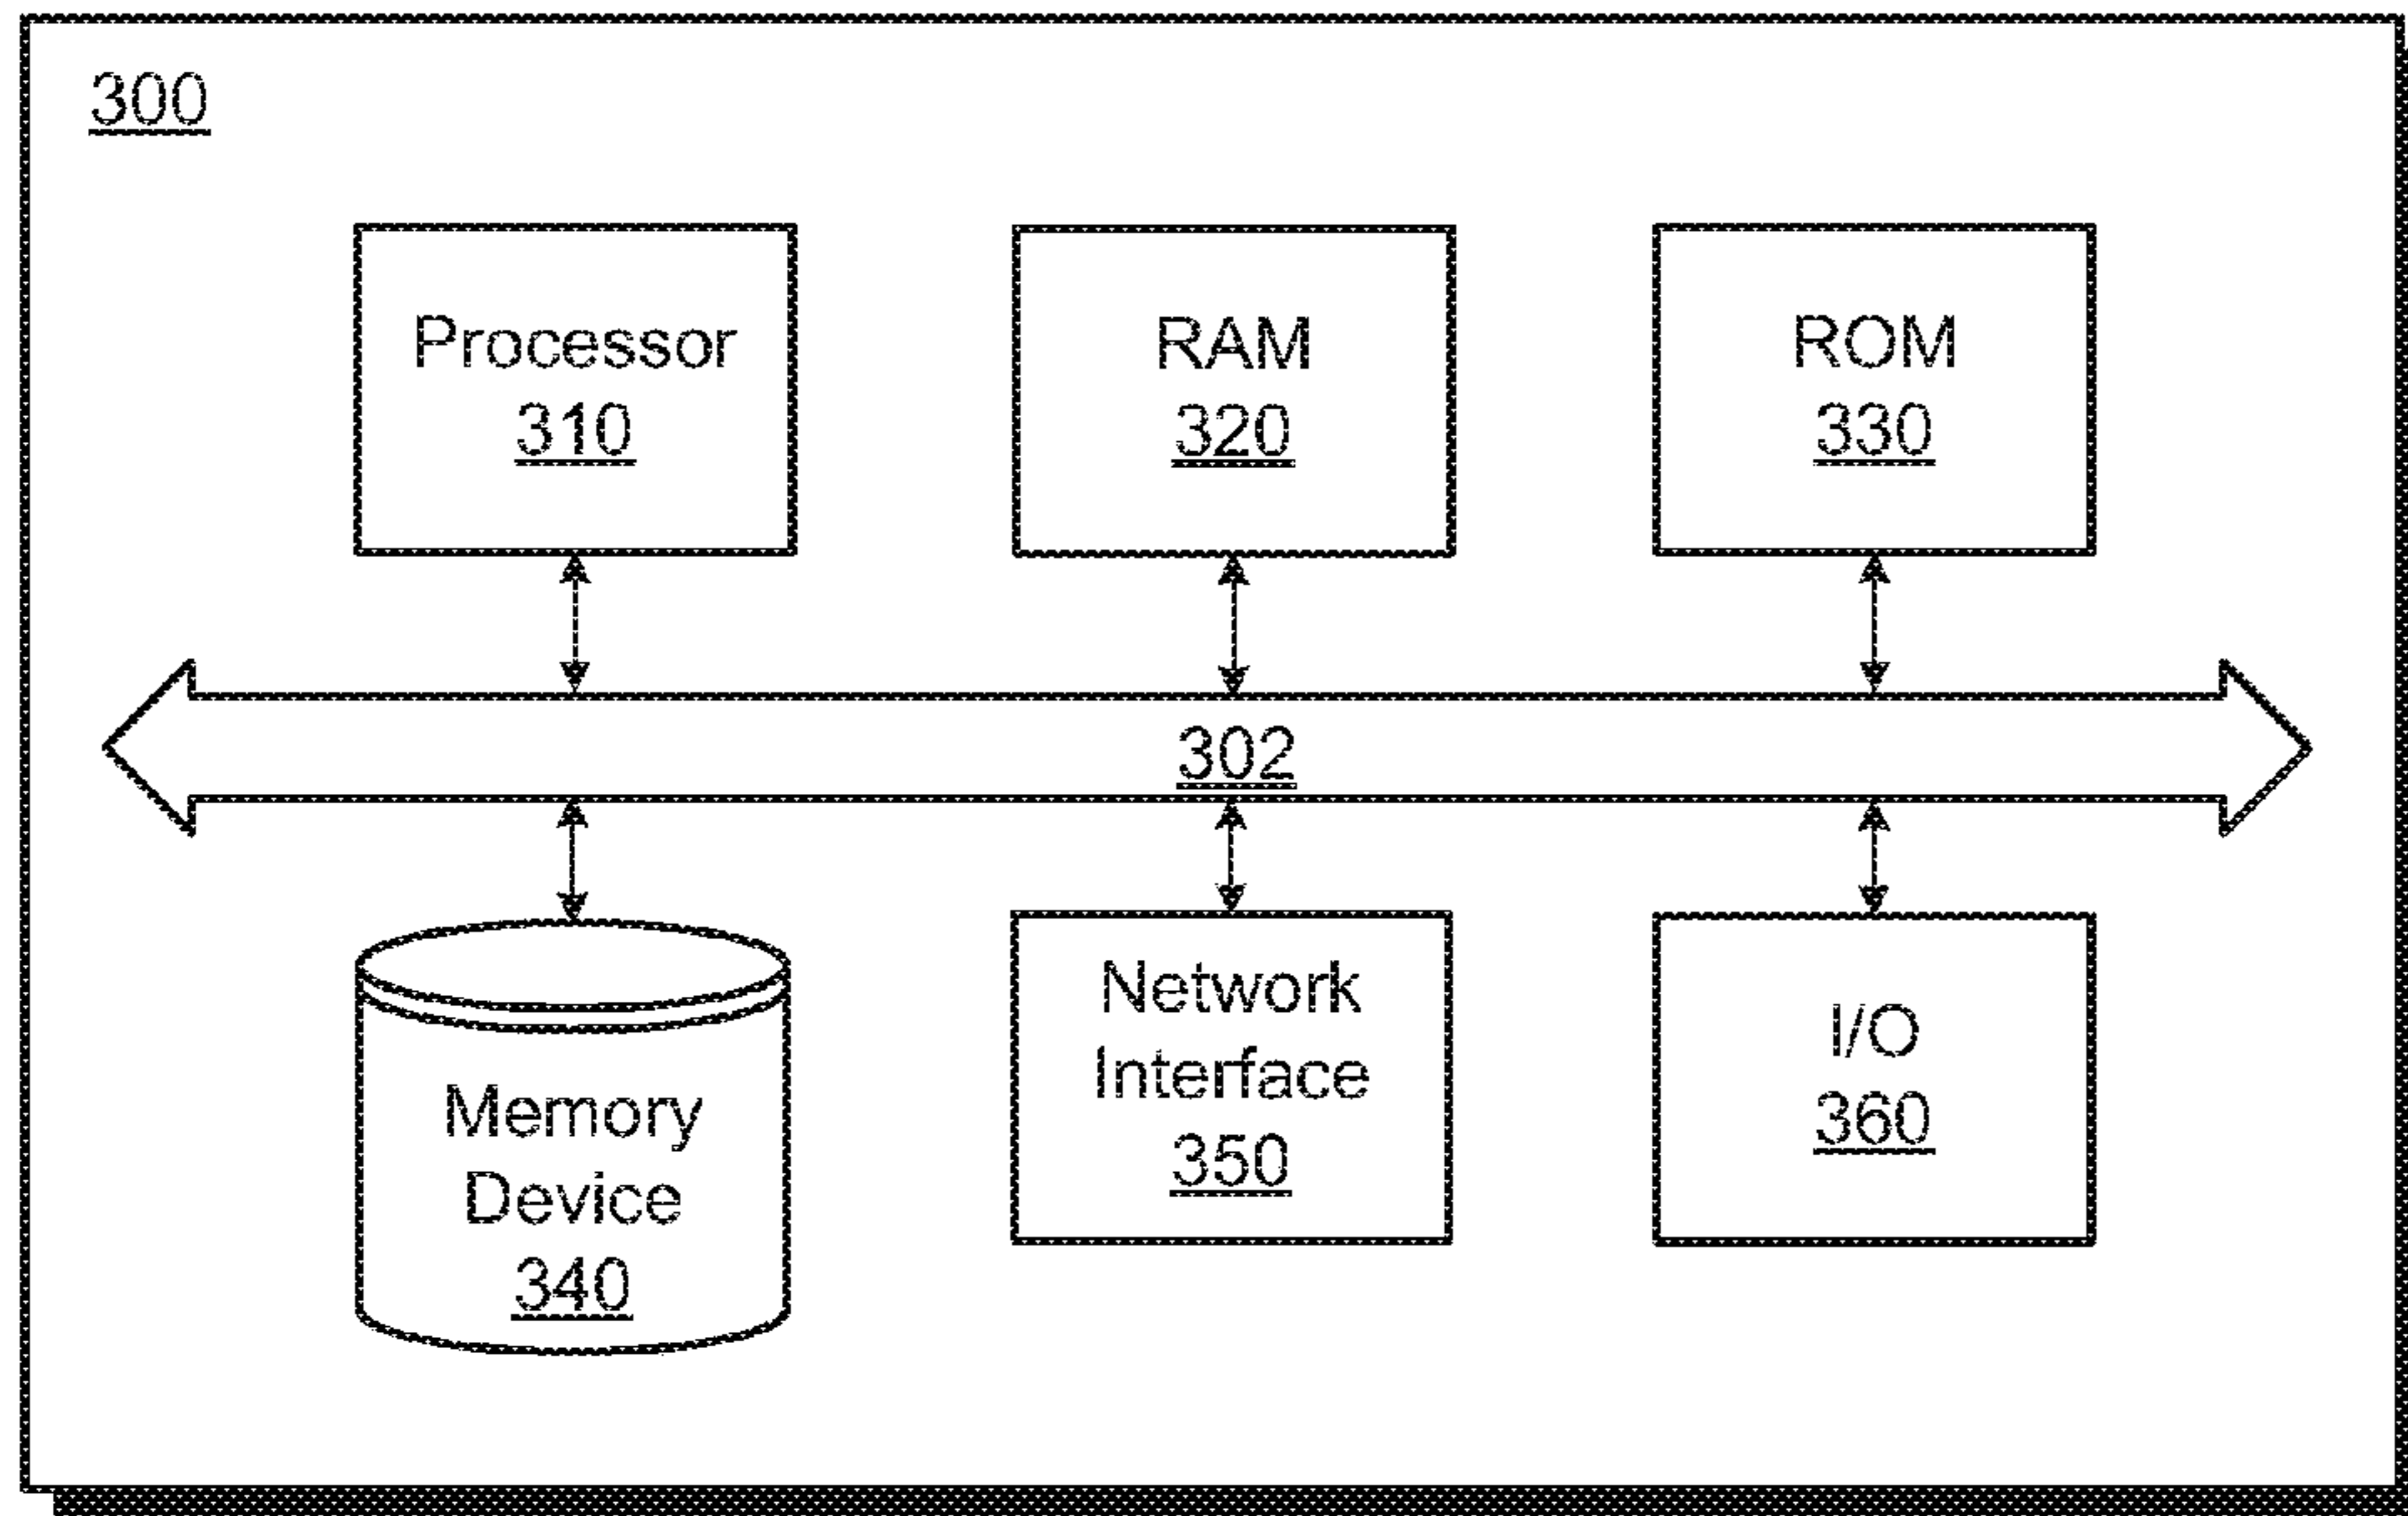 300
Processor
310
RAM
320
ROM
330
302
Memory
Device
340
Network
Interface
350
I/O
360